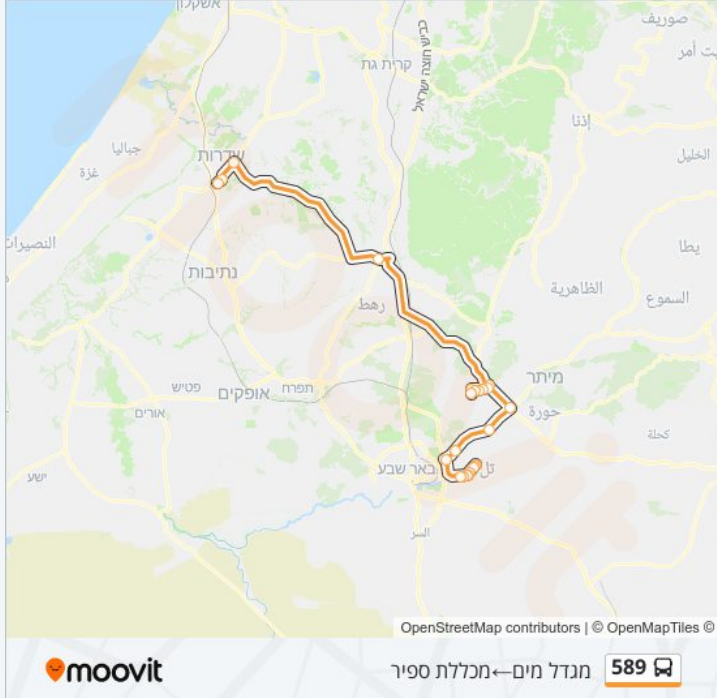 אשקלון
צוריף
בית אמר
קרית גת
כביש חוצה ישראל
إذنا
جباليا
שדרות
الخليل
غزة
النصيرات
يطا
נתיבות
الظاهرية
السموع
רהט
מיתר
פטיש
תפרח
אופקים
אורים
חורה
كحلة
ישע
באר שבע
תל
السر
OpenStreetMap contributors | © OpenMapTiles ©
moovit
מגדל מים←מכללת ספיר
589